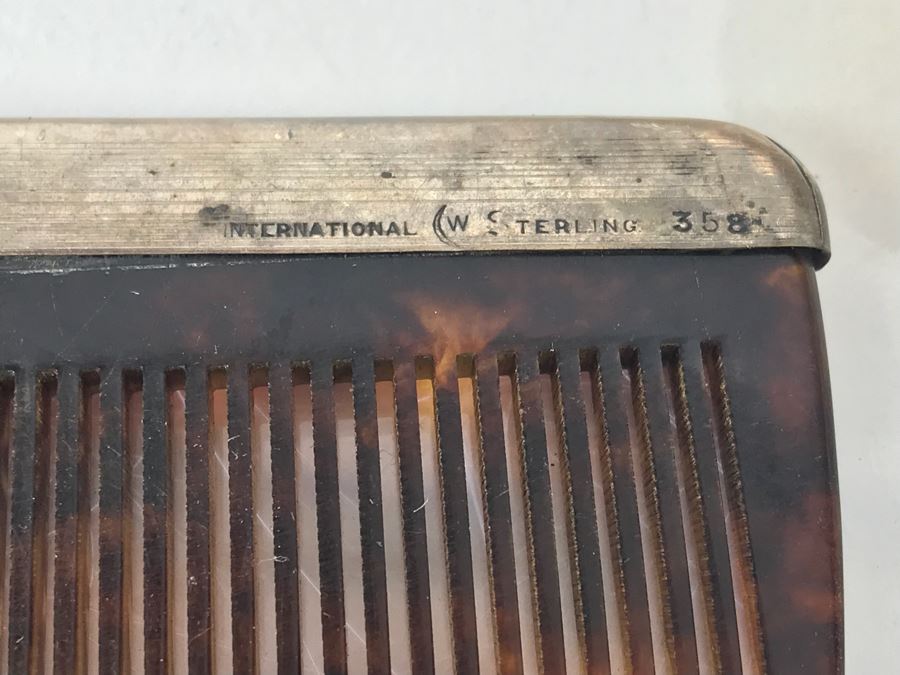 INTERNATIONAL W STERLING 358